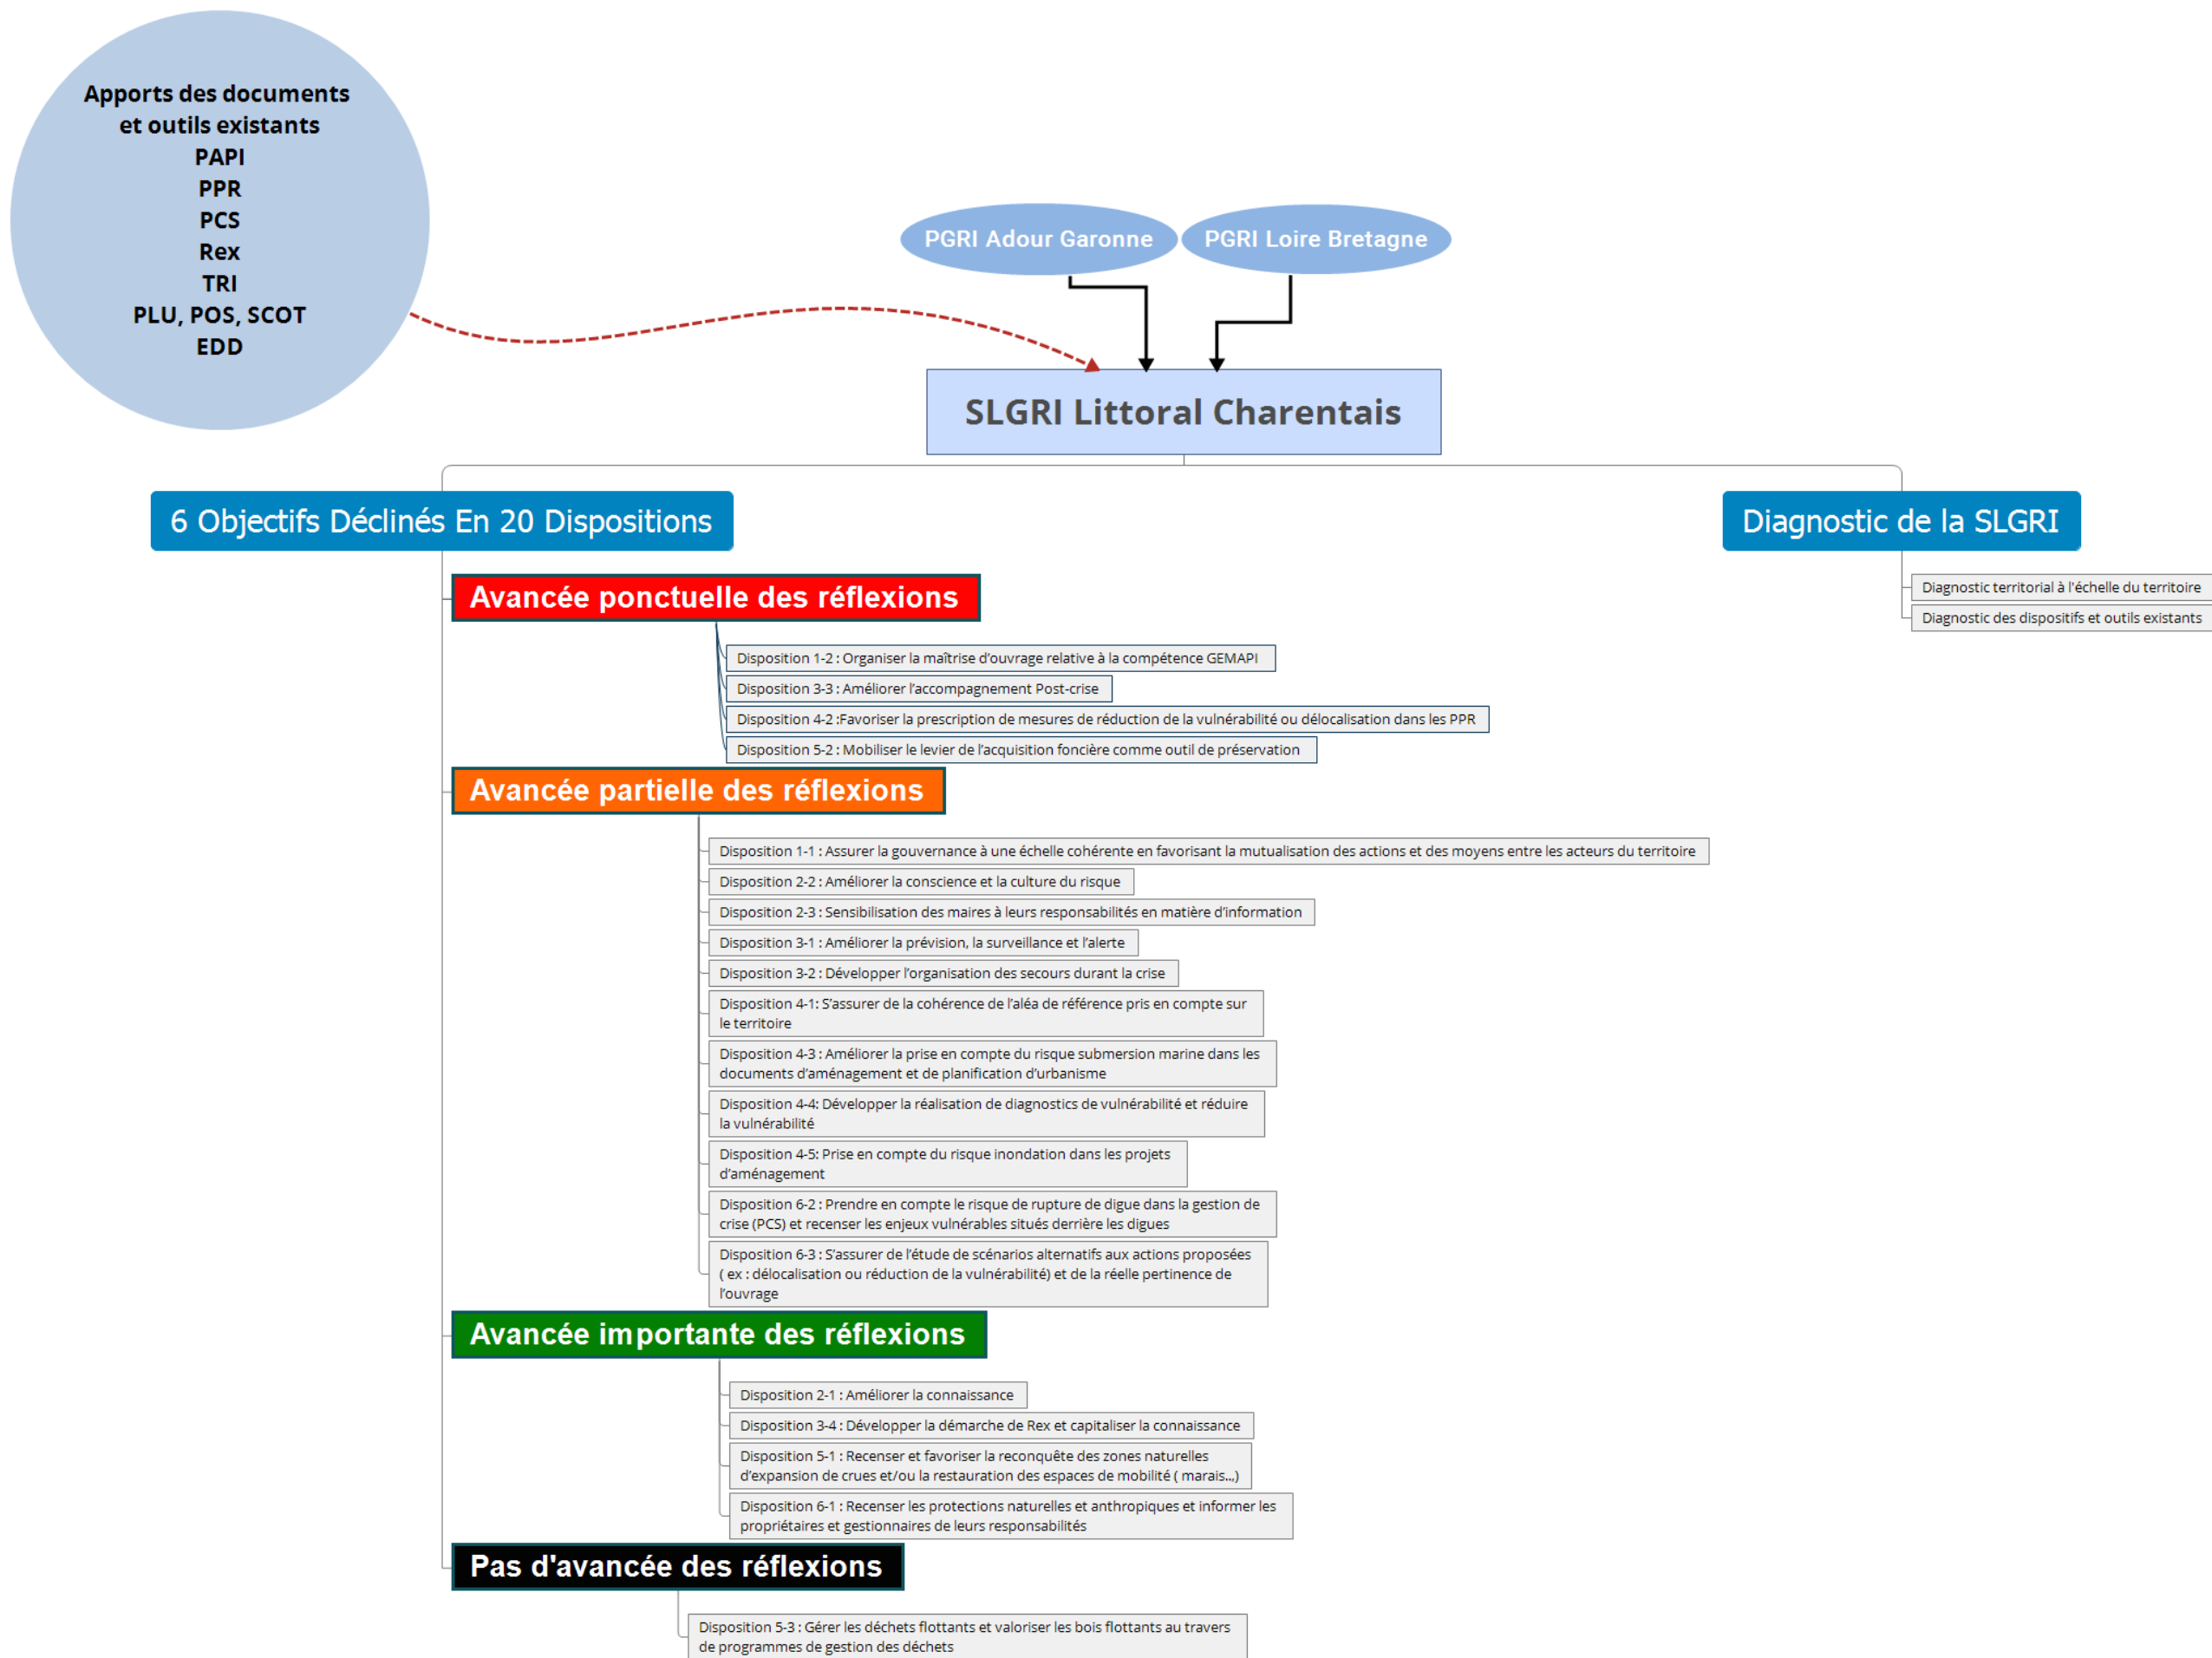 Apports des documents
et outils existants
PAPI
PPR
PCS
Rex
TRI
PLU, POS, SCOT
EDD
PGRI Adour Garonne
PGRI Loire Bretagne
SLGRI Littoral Charentais
6 Objectifs Déclinés En 20 Dispositions
Diagnostic de la SLGRI
Diagnostic territorial à l'échelle du territoire
Diagnostic des dispositifs et outils existants
Avancée ponctuelle des réflexions
Disposition 1-2 : Organiser la maîtrise d’ouvrage relative à la compétence GEMAPI
Disposition 3-3 : Améliorer l’accompagnement Post-crise
Disposition 4-2 :Favoriser la prescription de mesures de réduction de la vulnérabilité ou délocalisation dans les PPR
Disposition 5-2 : Mobiliser le levier de l’acquisition foncière comme outil de préservation
Avancée partielle des réflexions
Disposition 1-1 : Assurer la gouvernance à une échelle cohérente en favorisant la mutualisation des actions et des moyens entre les acteurs du territoire
Disposition 2-2 : Améliorer la conscience et la culture du risque
Disposition 2-3 : Sensibilisation des maires à leurs responsabilités en matière d’information
Disposition 3-1 : Améliorer la prévision, la surveillance et l’alerte
Disposition 3-2 : Développer l’organisation des secours durant la crise
Disposition 4-1: S’assurer de la cohérence de l’aléa de référence pris en compte sur
le territoire
Disposition 4-3 : Améliorer la prise en compte du risque submersion marine dans les
documents d’aménagement et de planification d’urbanisme
Disposition 4-4: Développer la réalisation de diagnostics de vulnérabilité et réduire
la vulnérabilité
Disposition 4-5: Prise en compte du risque inondation dans les projets
d’aménagement
Disposition 6-2 : Prendre en compte le risque de rupture de digue dans la gestion de
crise (PCS) et recenser les enjeux vulnérables situés derrière les digues
Disposition 6-3 : S’assurer de l’étude de scénarios alternatifs aux actions proposées
( ex : délocalisation ou réduction de la vulnérabilité) et de la réelle pertinence de
l’ouvrage
Avancée importante des réflexions
Disposition 2-1 : Améliorer la connaissance
Disposition 3-4 : Développer la démarche de Rex et capitaliser la connaissance
Disposition 5-1 : Recenser et favoriser la reconquête des zones naturelles
d’expansion de crues et/ou la restauration des espaces de mobilité ( marais..,)
Disposition 6-1 : Recenser les protections naturelles et anthropiques et informer les
propriétaires et gestionnaires de leurs responsabilités
Pas d'avancée des réflexions
Disposition 5-3 : Gérer les déchets flottants et valoriser les bois flottants au travers
de programmes de gestion des déchets